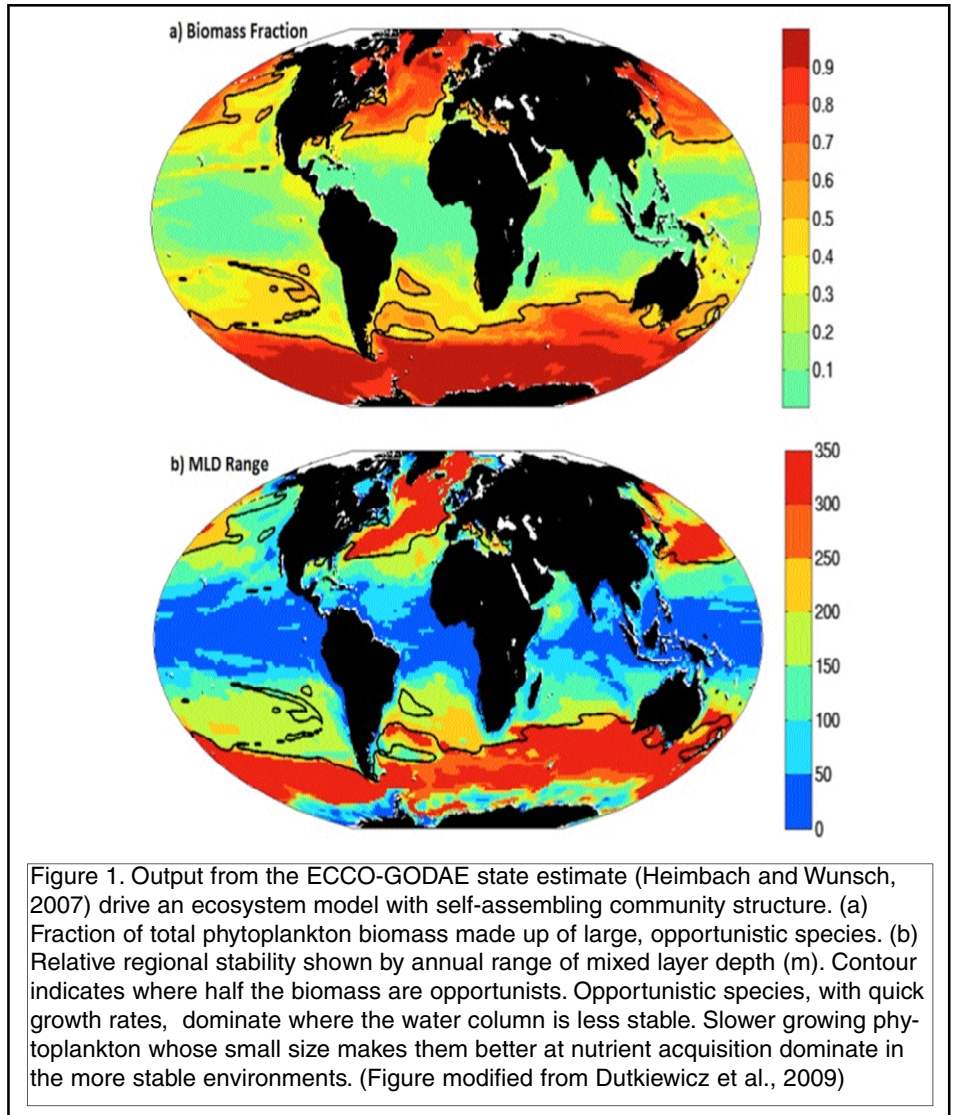 a) Biomass Fraction
0.9
0.8
0.7
0.6
0.5
0.4
0.3
0.2
0.1
b) MLD Range
350
300
250
200
150
100
50
0
Figure 1. Output from the ECCO-GODAE state estimate (Heimbach and Wunsch,
2007) drive an ecosystem model with self-assembling community structure. (a)
Fraction of total phytoplankton biomass made up of large, opportunistic species. (b)
Relative regional stability shown by annual range of mixed layer depth (m). Contour
indicates where half the biomass are opportunists. Opportunistic species, with quick
growth rates,  dominate where the water column is less stable. Slower growing phy-
toplankton whose small size makes them better at nutrient acquisition dominate in
the more stable environments. (Figure modified from Dutkiewicz et al., 2009)